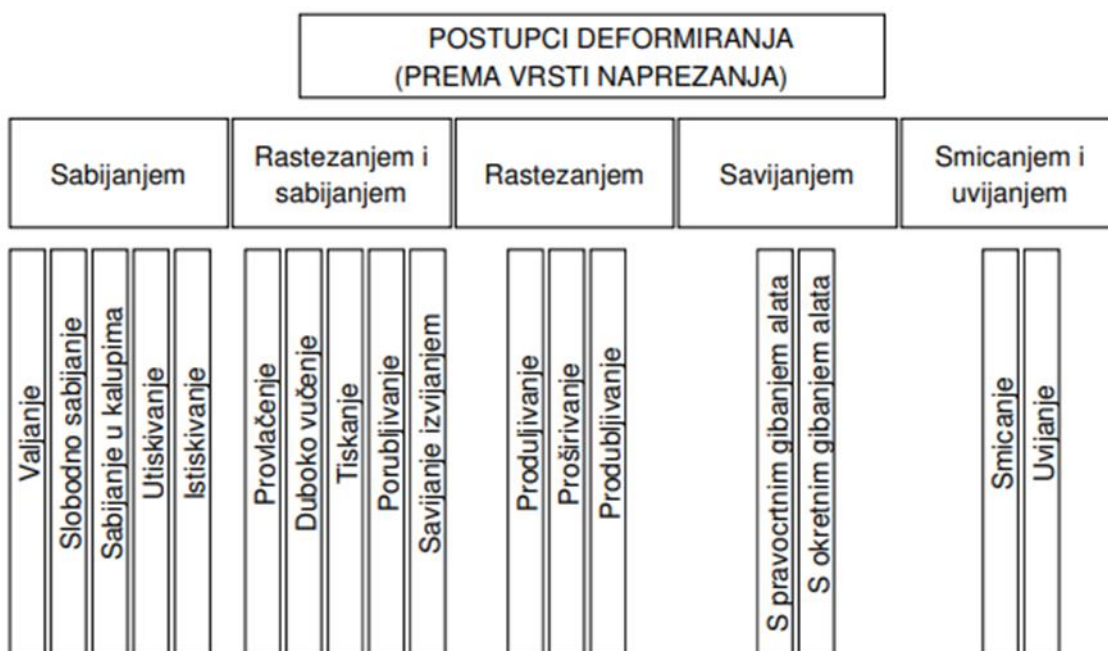 POSTUPCI DEFORMIRANJA
(PREMA VRSTI NAPREZANJA)
Sabijanjem
Rastezanjem i
sabijanjem
Rastezanjem
Savijanjem
Smicanjem i
uvijanjem
Valjanje
Slobodno sabijanje
Sabijanje u kalupima
Utiskivanje
Istiskivanje
Provlačenje
Duboko vučenje
Tiskanje
Porubljivanje
Savijanje izvijanjem
Produljivanje
Proširivanje
Produbljivanje
S pravocrtnim gibanjem alata
S okretnim gibanjem alata
Smicanje
Uvijanje